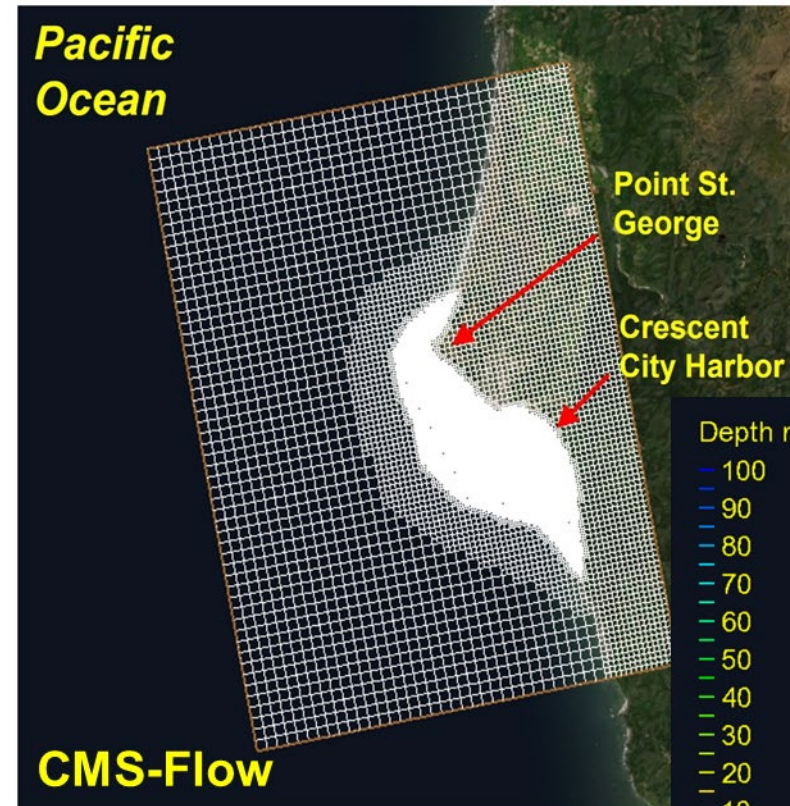 Pacific
Ocean
Point St.
George
Crescent
City Harbor
Depth
100
90
80
70
60
50
40
30
20
CMS-Flow